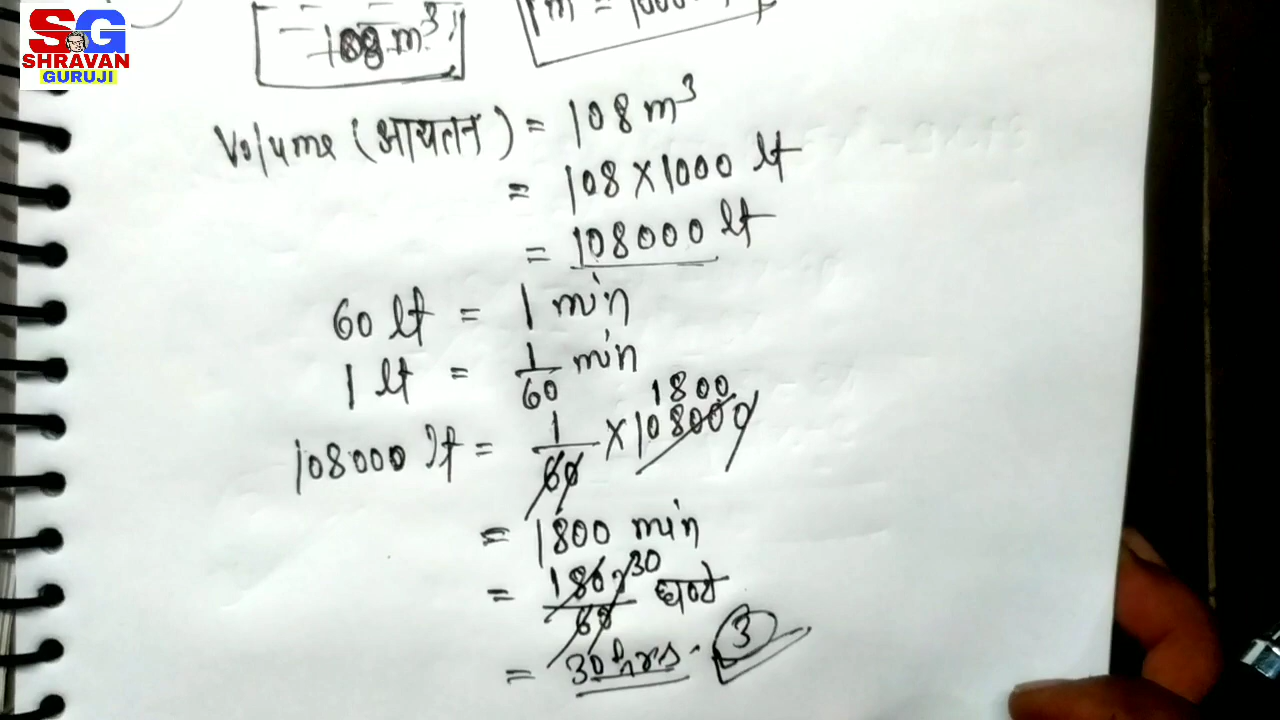 SG
SHRAVAN
GURUJI
108 m³
Volume (आयतन) = 108 m³
= 108 × 1000 lt
= 108000 lt
60 lt = 1 min
1 lt = 1/60 min
1800
108000 lt = 1/60 × 108000
= 1800 min
30
= 1800/60 घण्टे
= 30 hrs. 3